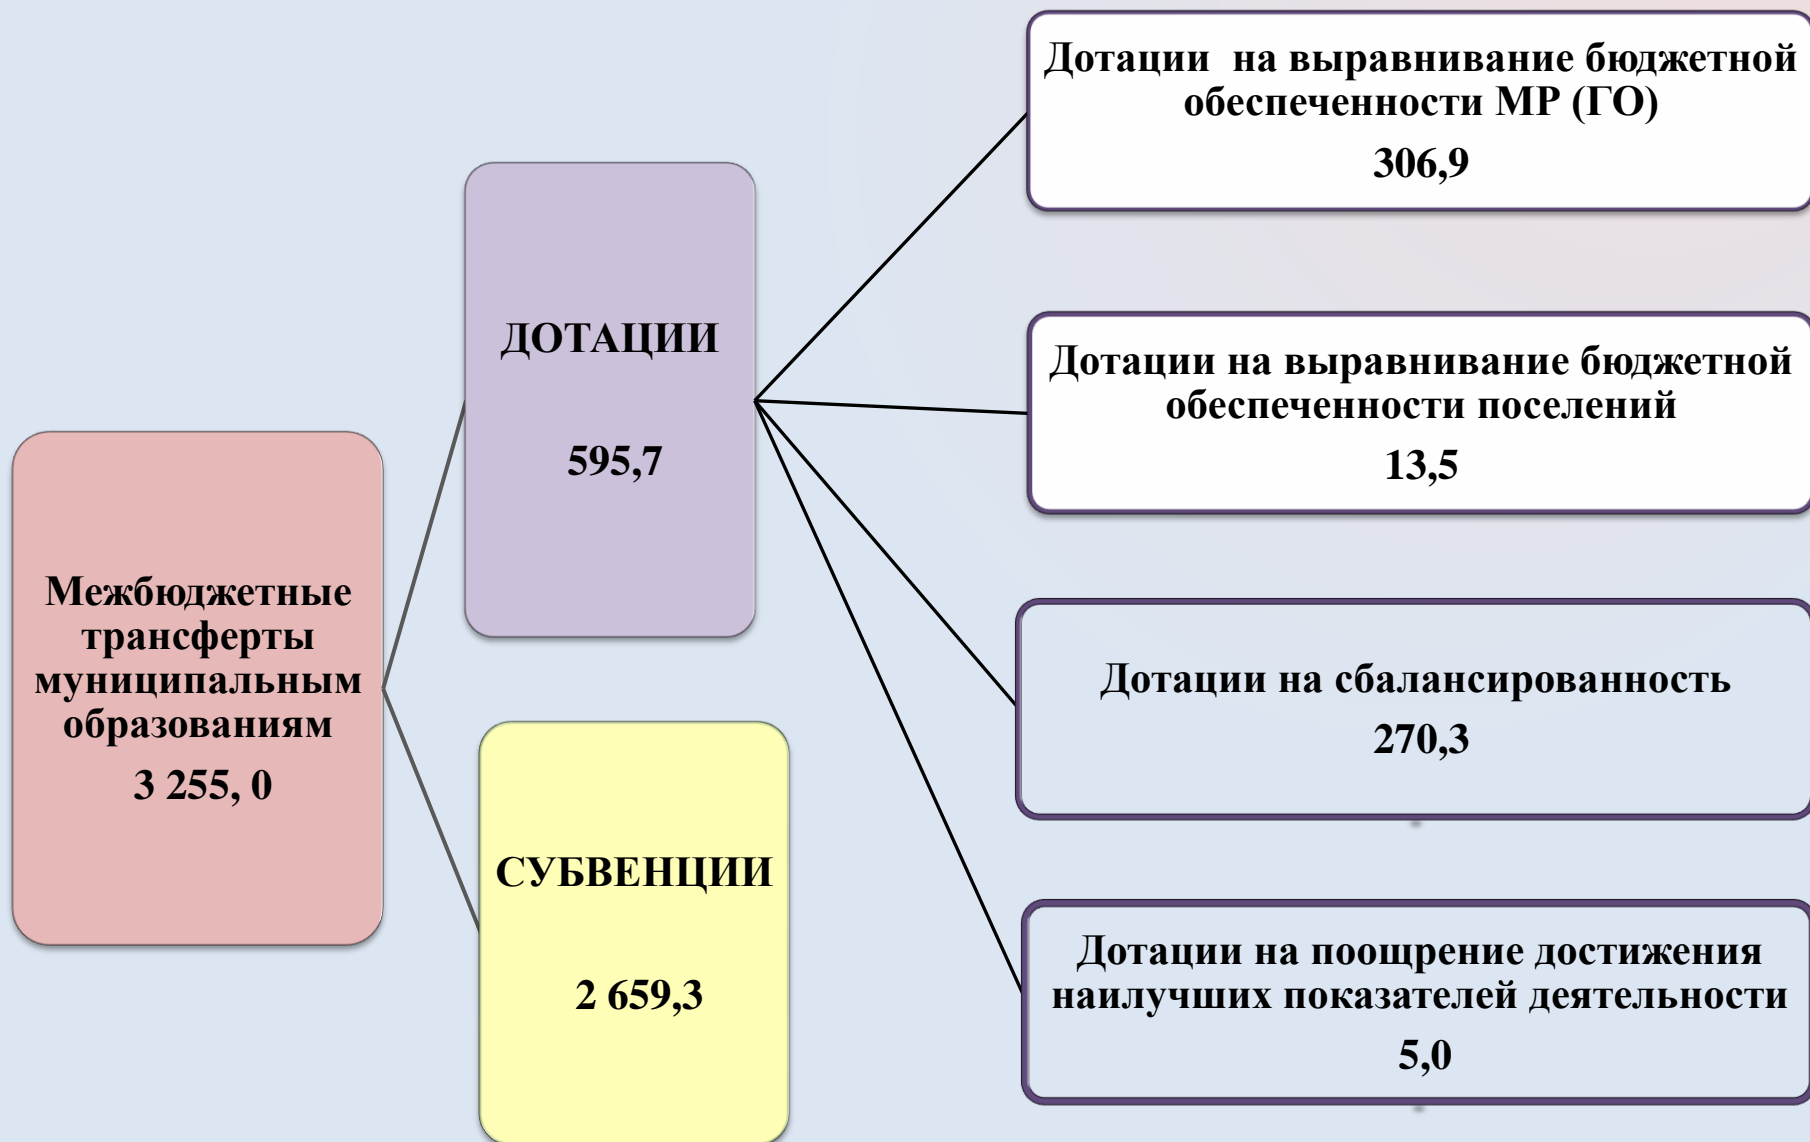 Межбюджетные
трансферты
муниципальным
образованиям
3 255, 0
ДОТАЦИИ
595,7
СУБВЕНЦИИ
2 659,3
Дотации на выравнивание бюджетной
обеспеченности МР (ГО)
306,9
Дотации на выравнивание бюджетной
обеспеченности поселений
13,5
Дотации на сбалансированность
270,3
Дотации на поощрение достижения
наилучших показателей деятельности
5,0